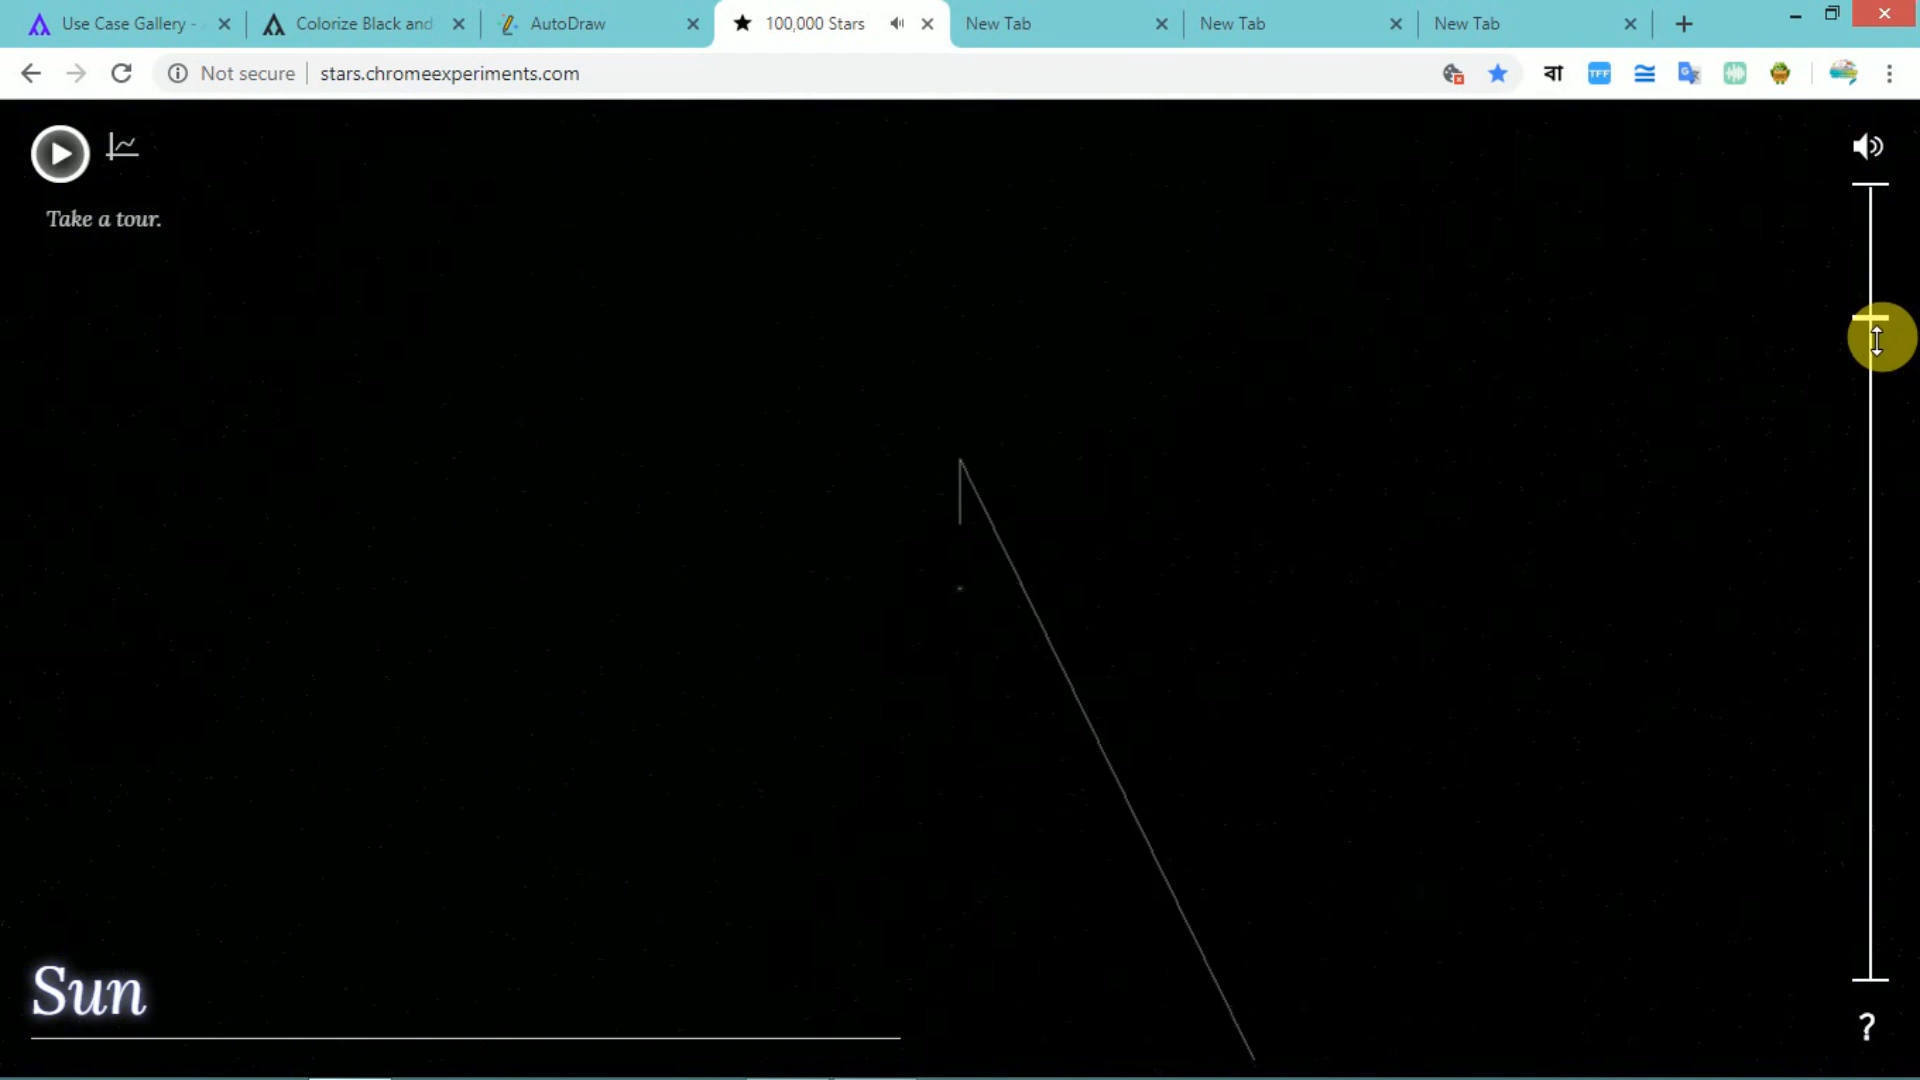 Use Case Gallery -
Colorize Black and
AutoDraw
100,000 Stars
New Tab
New Tab
New Tab
Not secure
stars.chromeexperiments.com
বা
TFF
G
Take a tour.
Sun
?